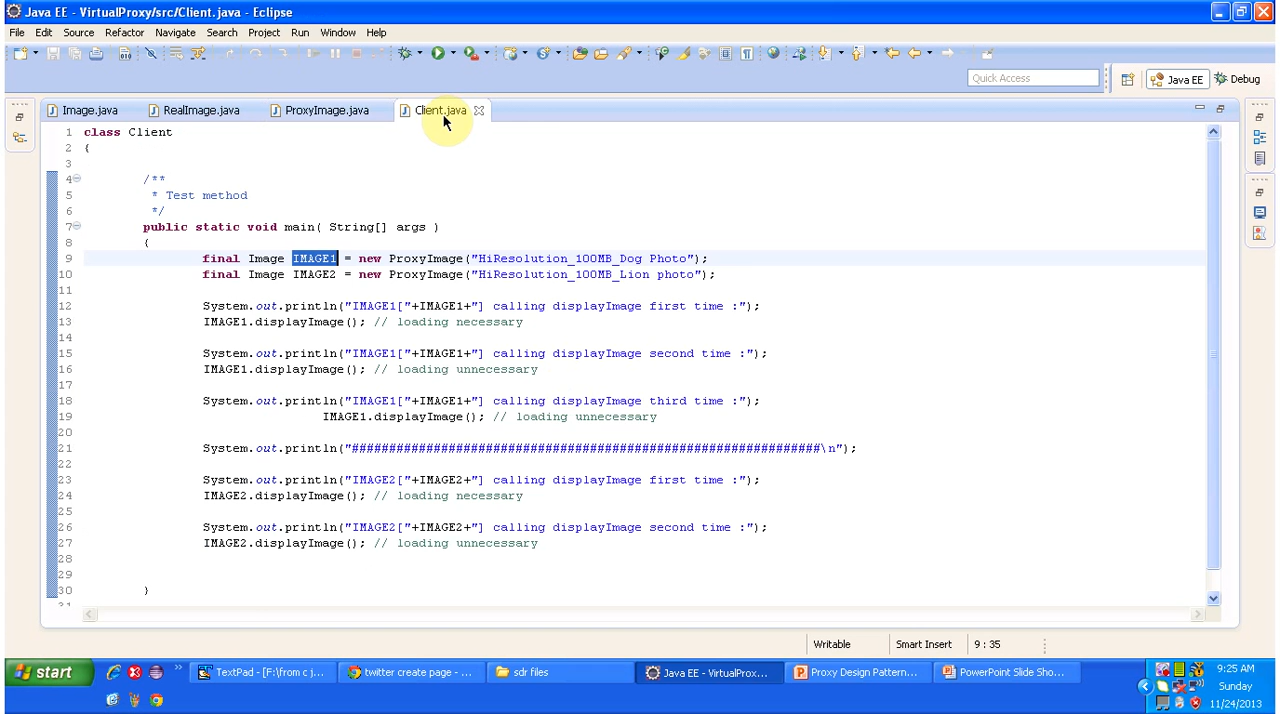 Java EE - VirtualProxy/src/Client.java - Eclipse
File Edit Source Refactor Navigate Search Project Run Window Help
Quick Access
Java EE
Debug
Image.java RealImage.java ProxyImage.java Client.java
1 class Client
2 {
3
4 /**
5 * Test method
6 */
7 public static void main( String[] args )
8 {
9 final Image IMAGE1 = new ProxyImage("HiResolution_100MB_Dog Photo");
10 final Image IMAGE2 = new ProxyImage("HiResolution_100MB_Lion photo");
11
12 System.out.println("IMAGE1["+IMAGE1+"] calling displayImage first time :");
13 IMAGE1.displayImage(); // loading necessary
14
15 System.out.println("IMAGE1["+IMAGE1+"] calling displayImage second time :");
16 IMAGE1.displayImage(); // loading unnecessary
17
18 System.out.println("IMAGE1["+IMAGE1+"] calling displayImage third time :");
19 IMAGE1.displayImage(); // loading unnecessary
20
21 System.out.println("###############################################################\n");
22
23 System.out.println("IMAGE2["+IMAGE2+"] calling displayImage first time :");
24 IMAGE2.displayImage(); // loading necessary
25
26 System.out.println("IMAGE2["+IMAGE2+"] calling displayImage second time :");
27 IMAGE2.displayImage(); // loading unnecessary
28
29
30 }
31
Writable Smart Insert 9 : 35
start
TextPad - [F:\from c j...
twitter create page - ...
sdr files
Java EE - VirtualProx...
Proxy Design Pattern...
PowerPoint Slide Sho...
9:25 AM
Sunday
11/24/2013